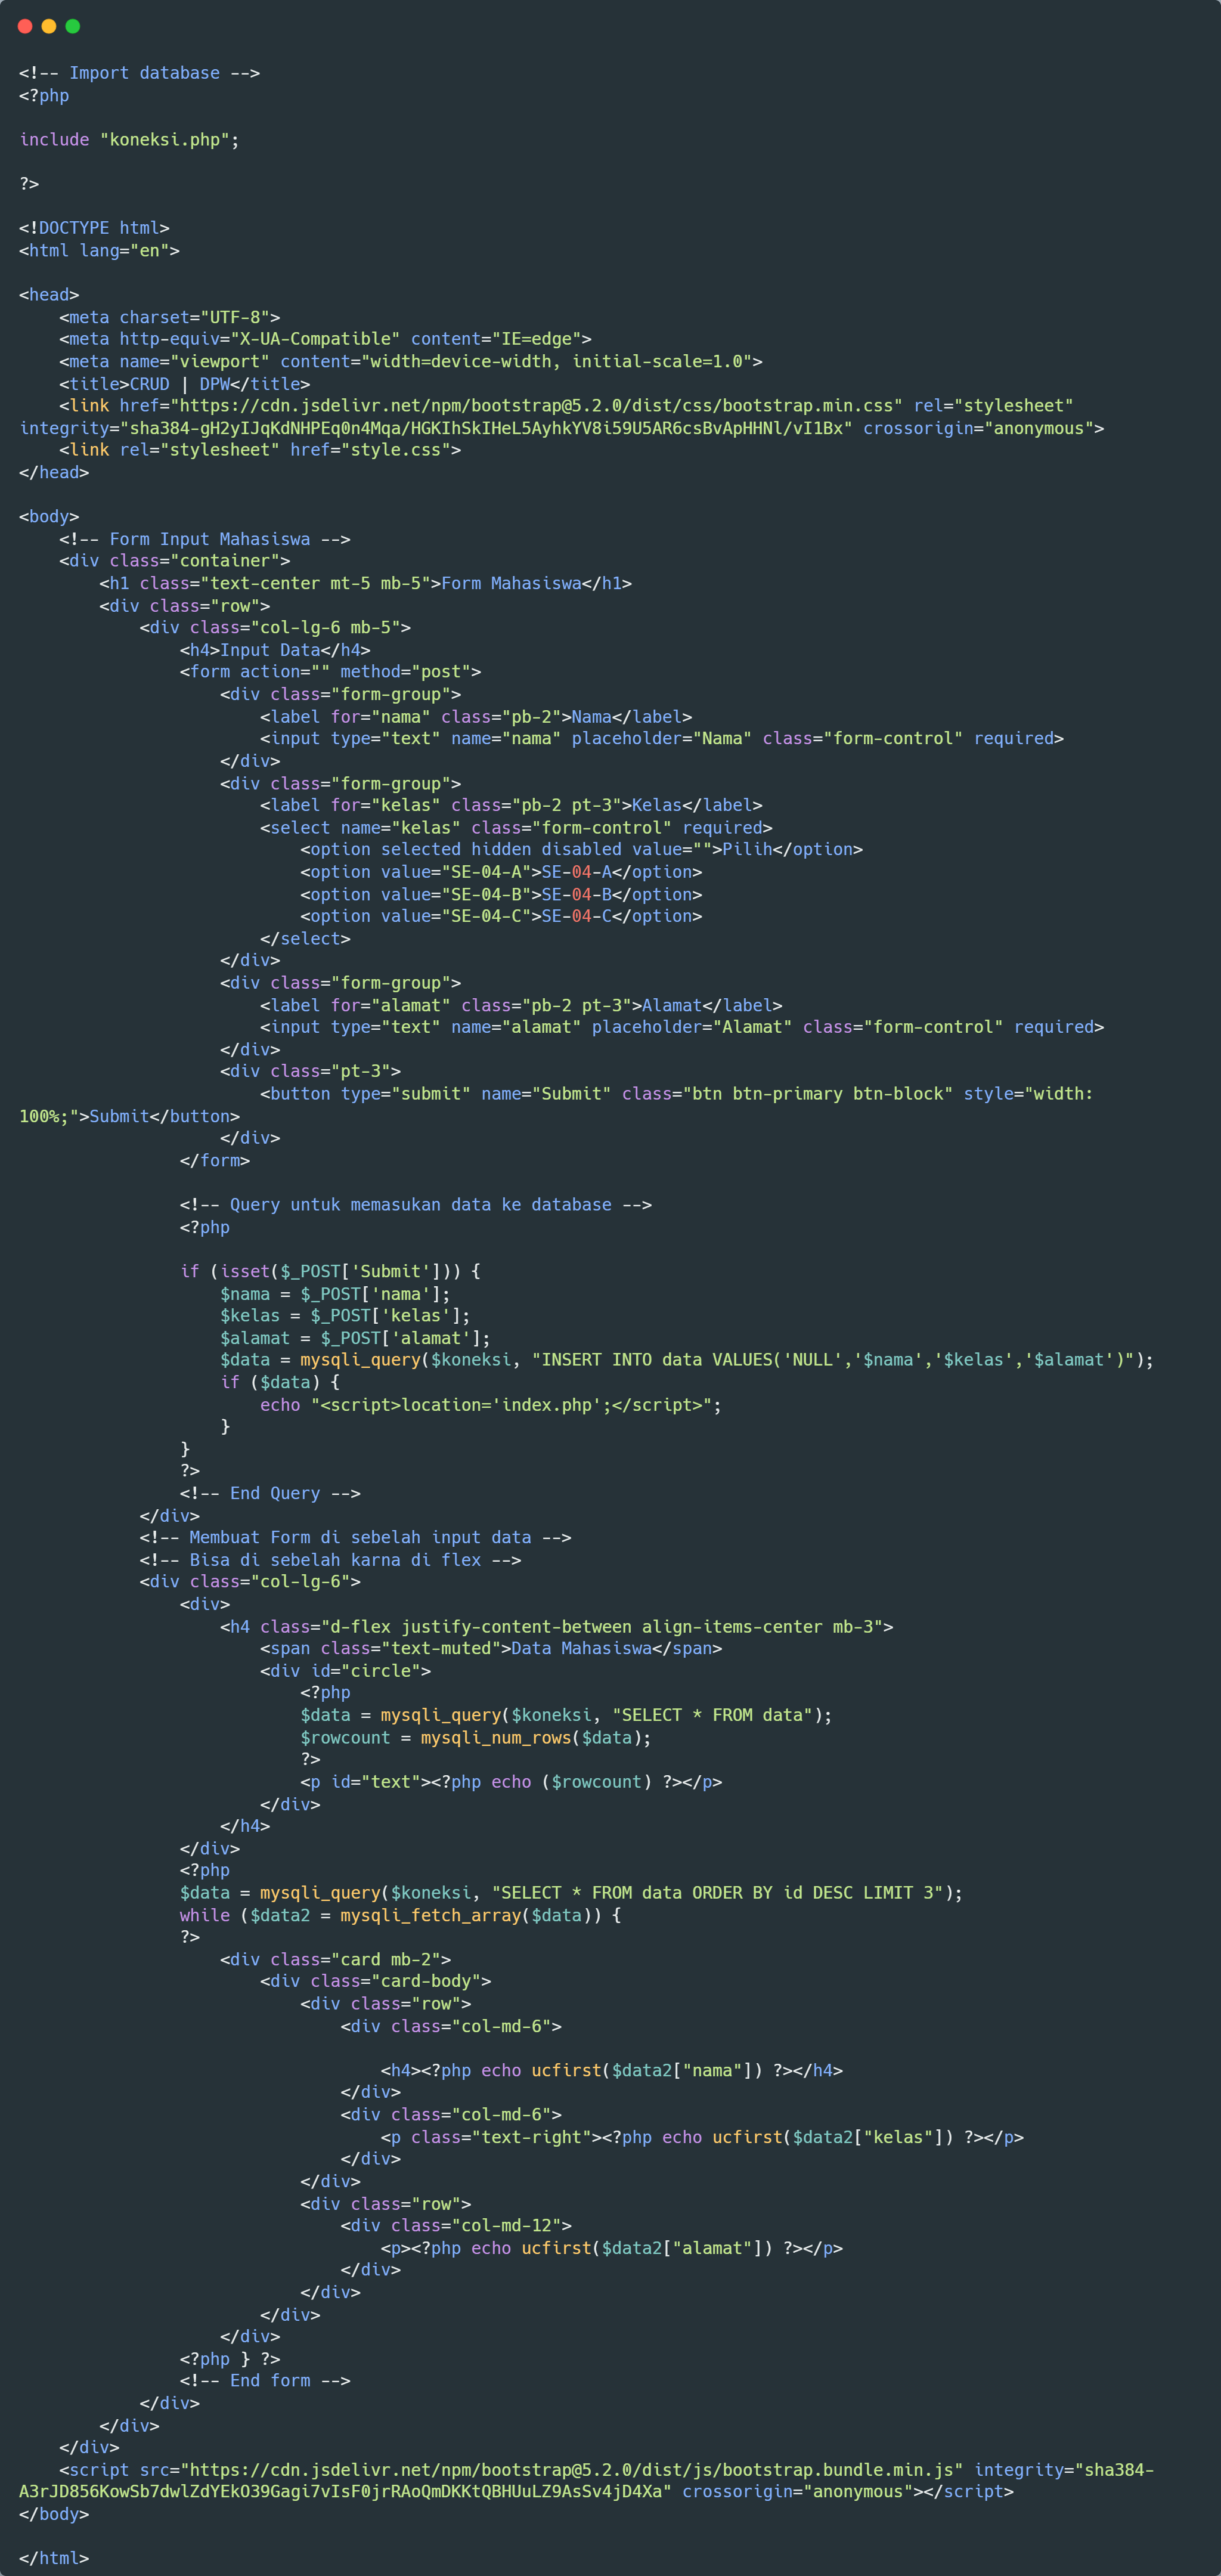 <!-- Import database -->
<?php
include "koneksi.php";
?>
<!DOCTYPE html>
<html lang="en">
<head>
    <meta charset="UTF-8">
    <meta http-equiv="X-UA-Compatible" content="IE=edge">
    <meta name="viewport" content="width=device-width, initial-scale=1.0">
    <title>CRUD | DPW</title>
    <link href="https://cdn.jsdelivr.net/npm/bootstrap@5.2.0/dist/css/bootstrap.min.css" rel="stylesheet"
integrity="sha384-gH2yIJqKdNHPEq0n4Mqa/HGKIhSkIHeL5AyhkYV8i59U5AR6csBvApHHNl/vI1Bx" crossorigin="anonymous">
    <link rel="stylesheet" href="style.css">
</head>
<body>
    <!-- Form Input Mahasiswa -->
    <div class="container">
        <h1 class="text-center mt-5 mb-5">Form Mahasiswa</h1>
        <div class="row">
            <div class="col-lg-6 mb-5">
                <h4>Input Data</h4>
                <form action="" method="post">
                    <div class="form-group">
                        <label for="nama" class="pb-2">Nama</label>
                        <input type="text" name="nama" placeholder="Nama" class="form-control" required>
                    </div>
                    <div class="form-group">
                        <label for="kelas" class="pb-2 pt-3">Kelas</label>
                        <select name="kelas" class="form-control" required>
                            <option selected hidden disabled value="">Pilih</option>
                            <option value="SE-04-A">SE-04-A</option>
                            <option value="SE-04-B">SE-04-B</option>
                            <option value="SE-04-C">SE-04-C</option>
                        </select>
                    </div>
                    <div class="form-group">
                        <label for="alamat" class="pb-2 pt-3">Alamat</label>
                        <input type="text" name="alamat" placeholder="Alamat" class="form-control" required>
                    </div>
                    <div class="pt-3">
                        <button type="submit" name="Submit" class="btn btn-primary btn-block" style="width:
100%;">Submit</button>
                    </div>
                </form>
                <!-- Query untuk memasukan data ke database -->
                <?php
                if (isset($_POST['Submit'])) {
                    $nama = $_POST['nama'];
                    $kelas = $_POST['kelas'];
                    $alamat = $_POST['alamat'];
                    $data = mysqli_query($koneksi, "INSERT INTO data VALUES('NULL','$nama','$kelas','$alamat')");
                    if ($data) {
                        echo "<script>location='index.php';</script>";
                    }
                }
                ?>
                <!-- End Query -->
            </div>
            <!-- Membuat Form di sebelah input data -->
            <!-- Bisa di sebelah karna di flex -->
            <div class="col-lg-6">
                <div>
                    <h4 class="d-flex justify-content-between align-items-center mb-3">
                        <span class="text-muted">Data Mahasiswa</span>
                        <div id="circle">
                            <?php
                            $data = mysqli_query($koneksi, "SELECT * FROM data");
                            $rowcount = mysqli_num_rows($data);
                            ?>
                            <p id="text"><?php echo ($rowcount) ?></p>
                        </div>
                    </h4>
                </div>
                <?php
                $data = mysqli_query($koneksi, "SELECT * FROM data ORDER BY id DESC LIMIT 3");
                while ($data2 = mysqli_fetch_array($data)) {
                ?>
                    <div class="card mb-2">
                        <div class="card-body">
                            <div class="row">
                                <div class="col-md-6">
                                    <h4><?php echo ucfirst($data2["nama"]) ?></h4>
                                </div>
                                <div class="col-md-6">
                                    <p class="text-right"><?php echo ucfirst($data2["kelas"]) ?></p>
                                </div>
                            </div>
                            <div class="row">
                                <div class="col-md-12">
                                    <p><?php echo ucfirst($data2["alamat"]) ?></p>
                                </div>
                            </div>
                        </div>
                    </div>
                <?php } ?>
                <!-- End form -->
            </div>
        </div>
    </div>
    <script src="https://cdn.jsdelivr.net/npm/bootstrap@5.2.0/dist/js/bootstrap.bundle.min.js" integrity="sha384-
A3rJD856KowSb7dwlZdYEkO39Gagi7vIsF0jrRAoQmDKKtQBHUuLZ9AsSv4jD4Xa" crossorigin="anonymous"></script>
</body>
</html>